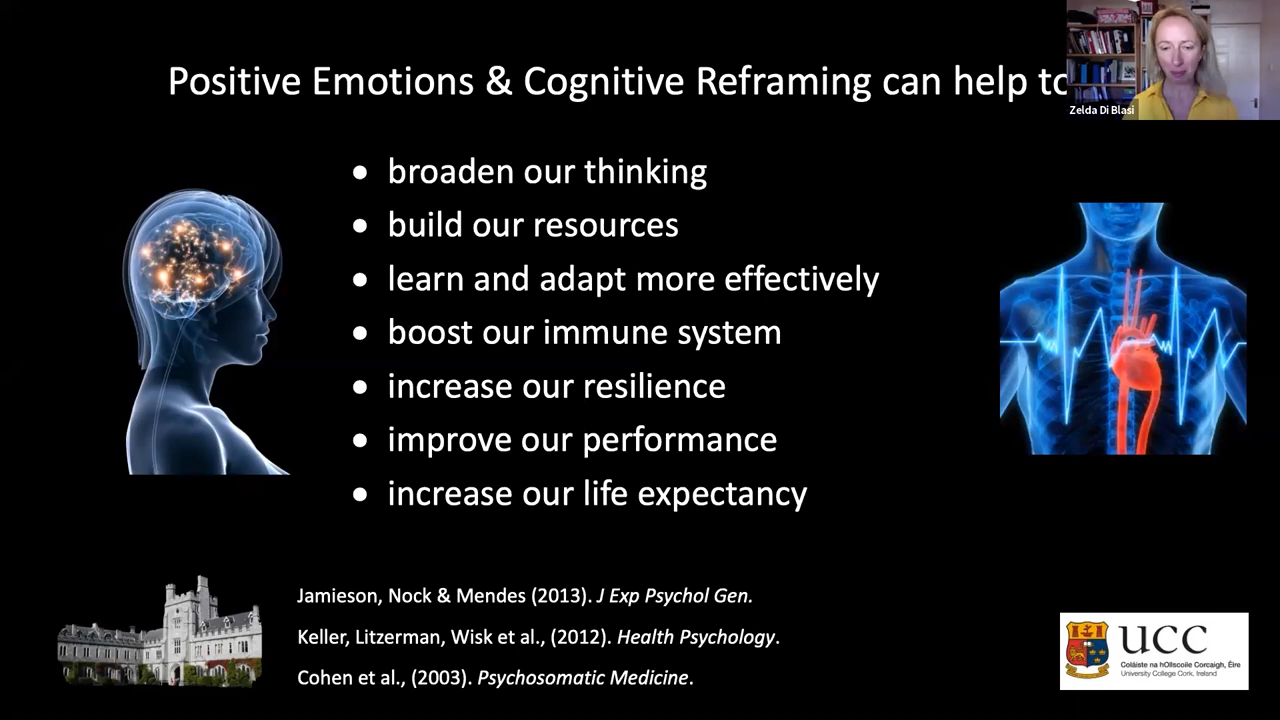 Positive Emotions & Cognitive Reframing can help to
Zelda Di Blasi
• broaden our thinking
• build our resources
• learn and adapt more effectively
• boost our immune system
• increase our resilience
• improve our performance
• increase our life expectancy
Jamieson, Nock & Mendes (2013). J Exp Psychol Gen.
Keller, Litzerman, Wisk et al., (2012). Health Psychology.
Cohen et al., (2003). Psychosomatic Medicine.
UCC
Coláiste na hOllscoile Corcaigh, Éire
University College Cork, Ireland